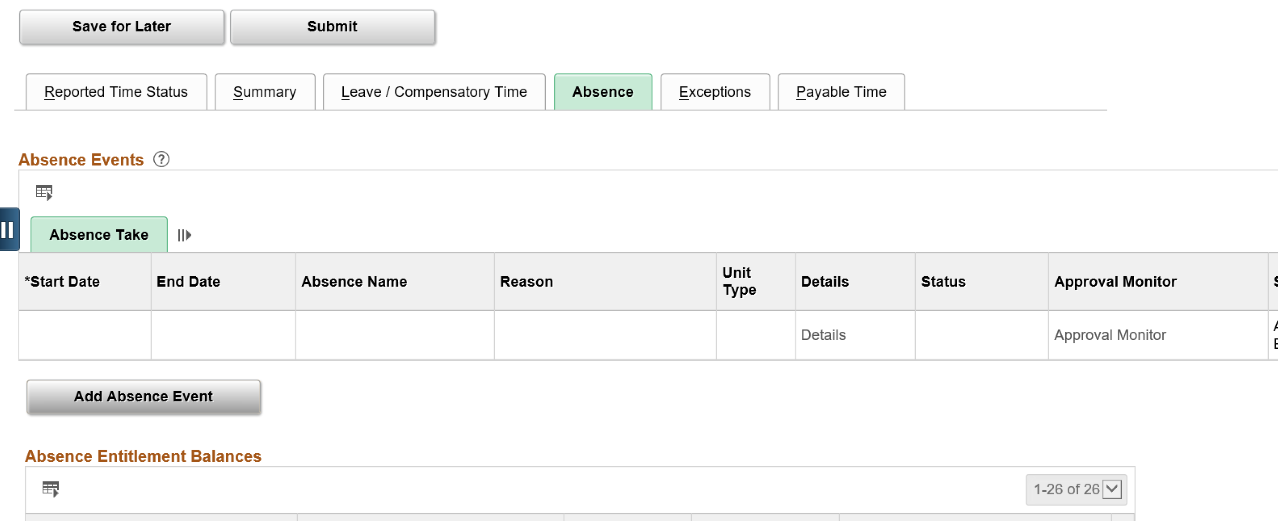 Save for Later Submit
Reported Time Status Summary Leave / Compensatory Time Absence Exceptions Payable Time
Absence Events ?
Absence Take
*Start Date End Date Absence Name Reason Unit Type Details Status Approval Monitor
Details Approval Monitor
Add Absence Event
Absence Entitlement Balances
1-26 of 26